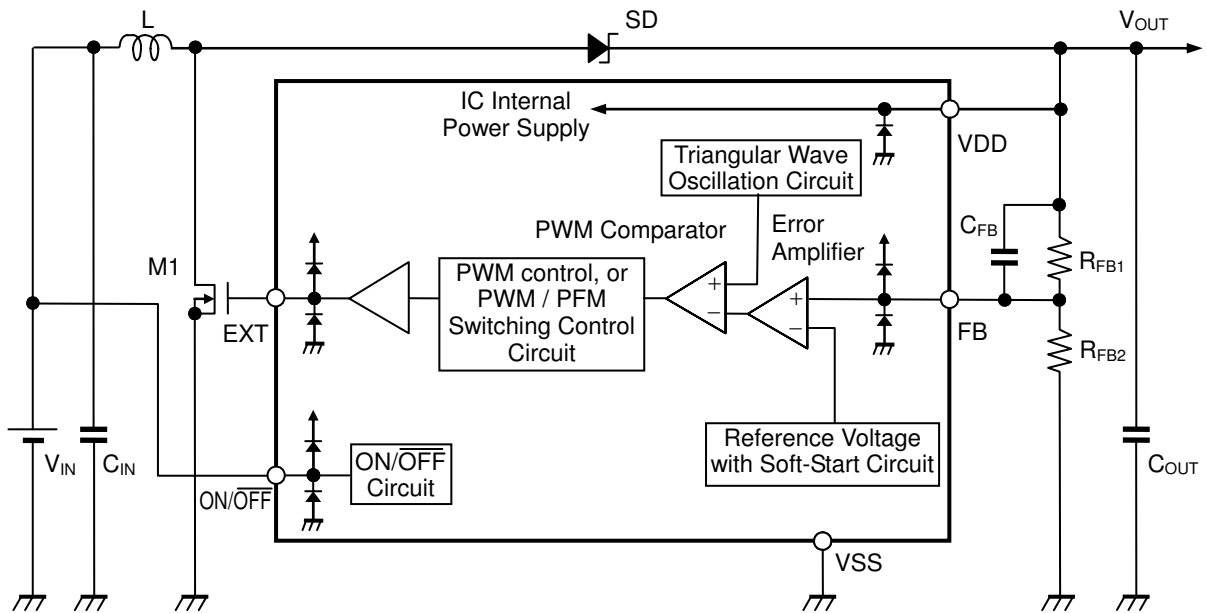 L
SD
VOUT
IC Internal
Power Supply
VDD
Triangular Wave
Oscillation Circuit
PWM Comparator
Error
Amplifier
CFB
RFB1
M1
PWM control, or
PWM / PFM
Switching Control
Circuit
+
−
+
−
EXT
FB
RFB2
VIN
CIN
ON/OFF
ON/OFF
Circuit
Reference Voltage
with Soft-Start Circuit
COUT
VSS